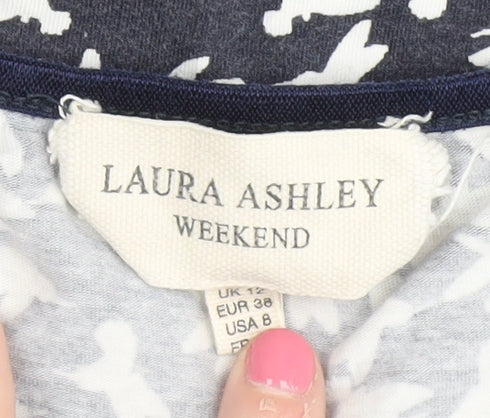 LAURA ASHLEY
WEEKEND
UK 12
EUR 38
USA 8